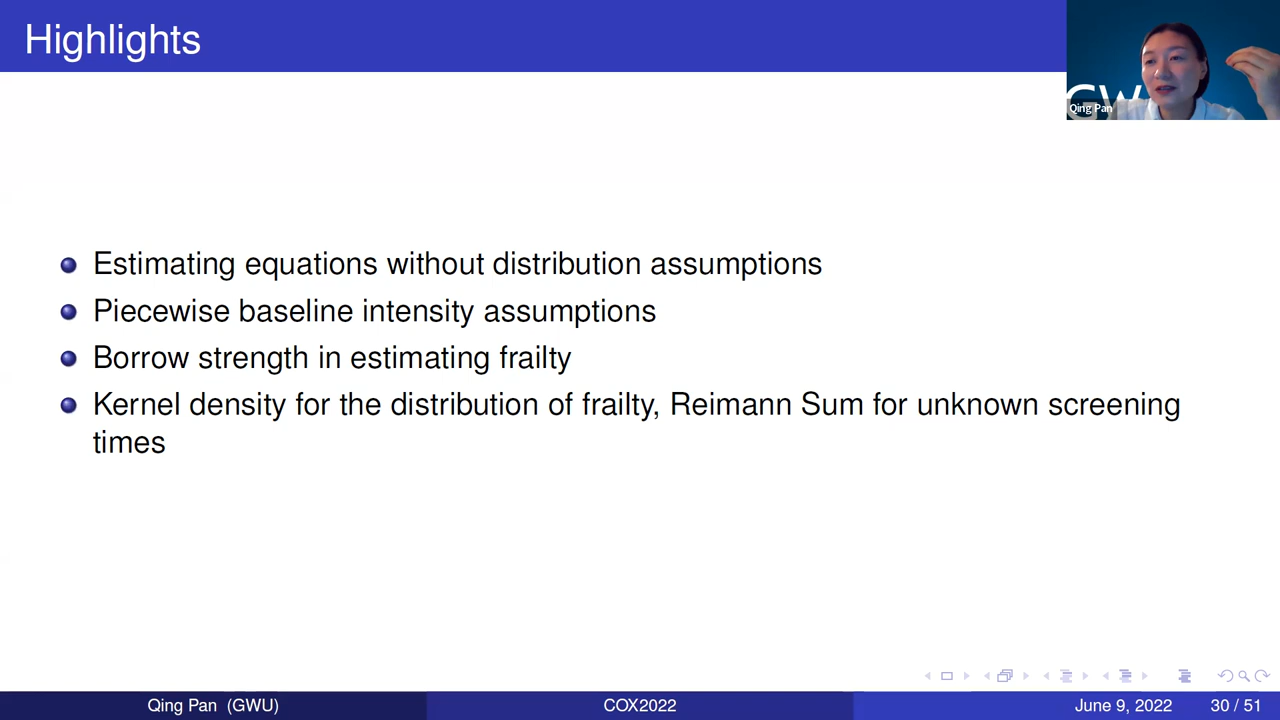 Highlights
GW
Qing Pan
Estimating equations without distribution assumptions
Piecewise baseline intensity assumptions
Borrow strength in estimating frailty
Kernel density for the distribution of frailty, Reimann Sum for unknown screening
times
Qing Pan (GWU)
COX2022
June 9, 2022
30 / 51